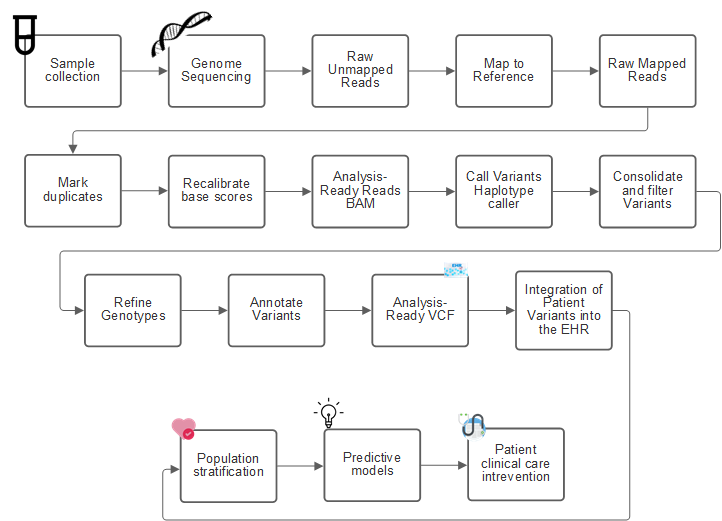 Sample
collection
Genome
Sequencing
Raw
Unmapped
Reads
Map to
Reference
Raw Mapped
Reads
Mark
duplicates
Recalibrate
base scores
Analysis-
Ready Reads
BAM
Call Variants
Haplotype
caller
Consolidate
and filter
Variants
Refine
Genotypes
Annotate
Variants
EHR
Analysis-
Ready VCF
Integration of
Patient
Variants into
the EHR
Population
stratification
Predictive
models
Patient
clinical care
intrevention